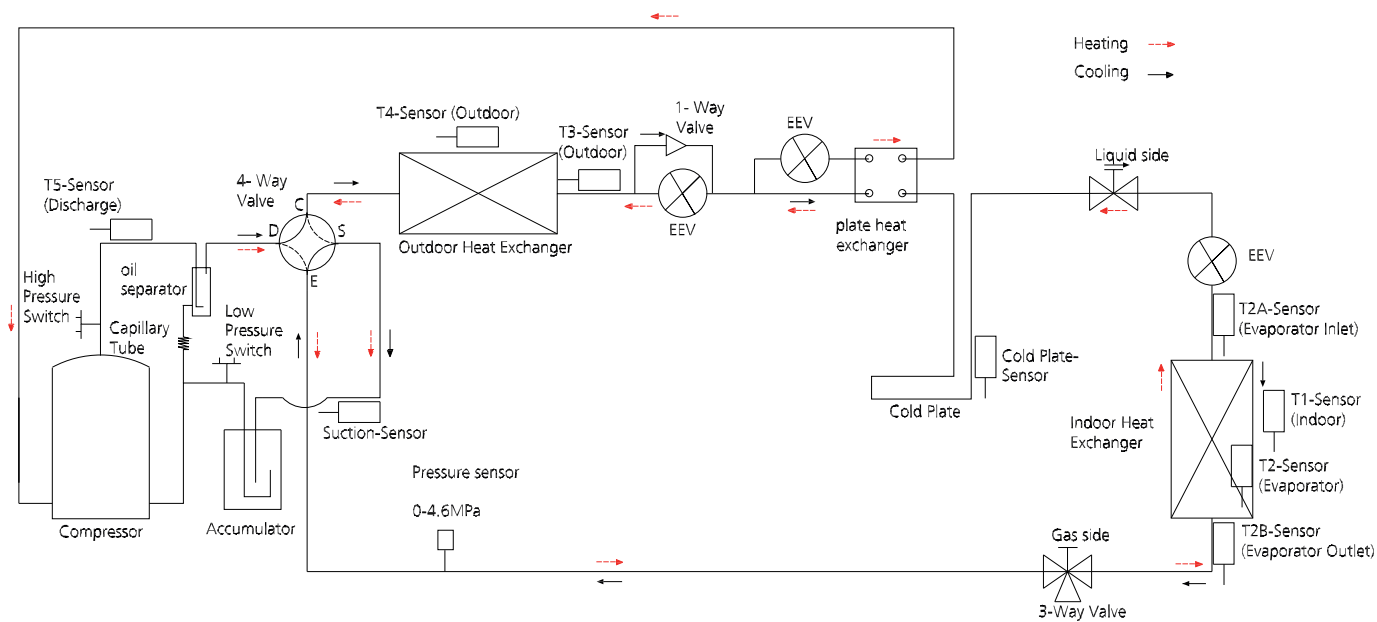 Heating
Cooling
T4-Sensor (Outdoor)
1- Way
Valve
EEV
T3-Sensor
(Outdoor)
Liquid side
T5-Sensor
(Discharge)
4- Way
Valve
C
D
S
E
EEV
Outdoor Heat Exchanger
plate heat
exchanger
EEV
oil
separator
High
Pressure
Switch
Capillary
Tube
Low
Pressure
Switch
T2A-Sensor
(Evaporator Inlet)
Cold Plate-
Sensor
Cold Plate
T1-Sensor
(Indoor)
Indoor Heat
Exchanger
Suction-Sensor
T2-Sensor
(Evaporator)
Pressure sensor
0-4.6MPa
Compressor
Accumulator
Gas side
T2B-Sensor
(Evaporator Outlet)
3-Way Valve